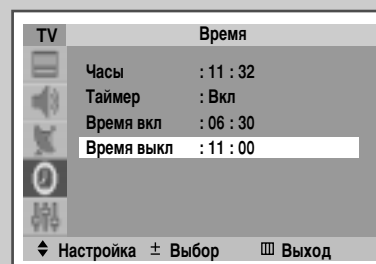 TV Время
Часы : 11 : 32
Таймер : Вкл
Время вкл : 06 : 30
Время выкл : 11 : 00
Настройка ± Выбор Выход